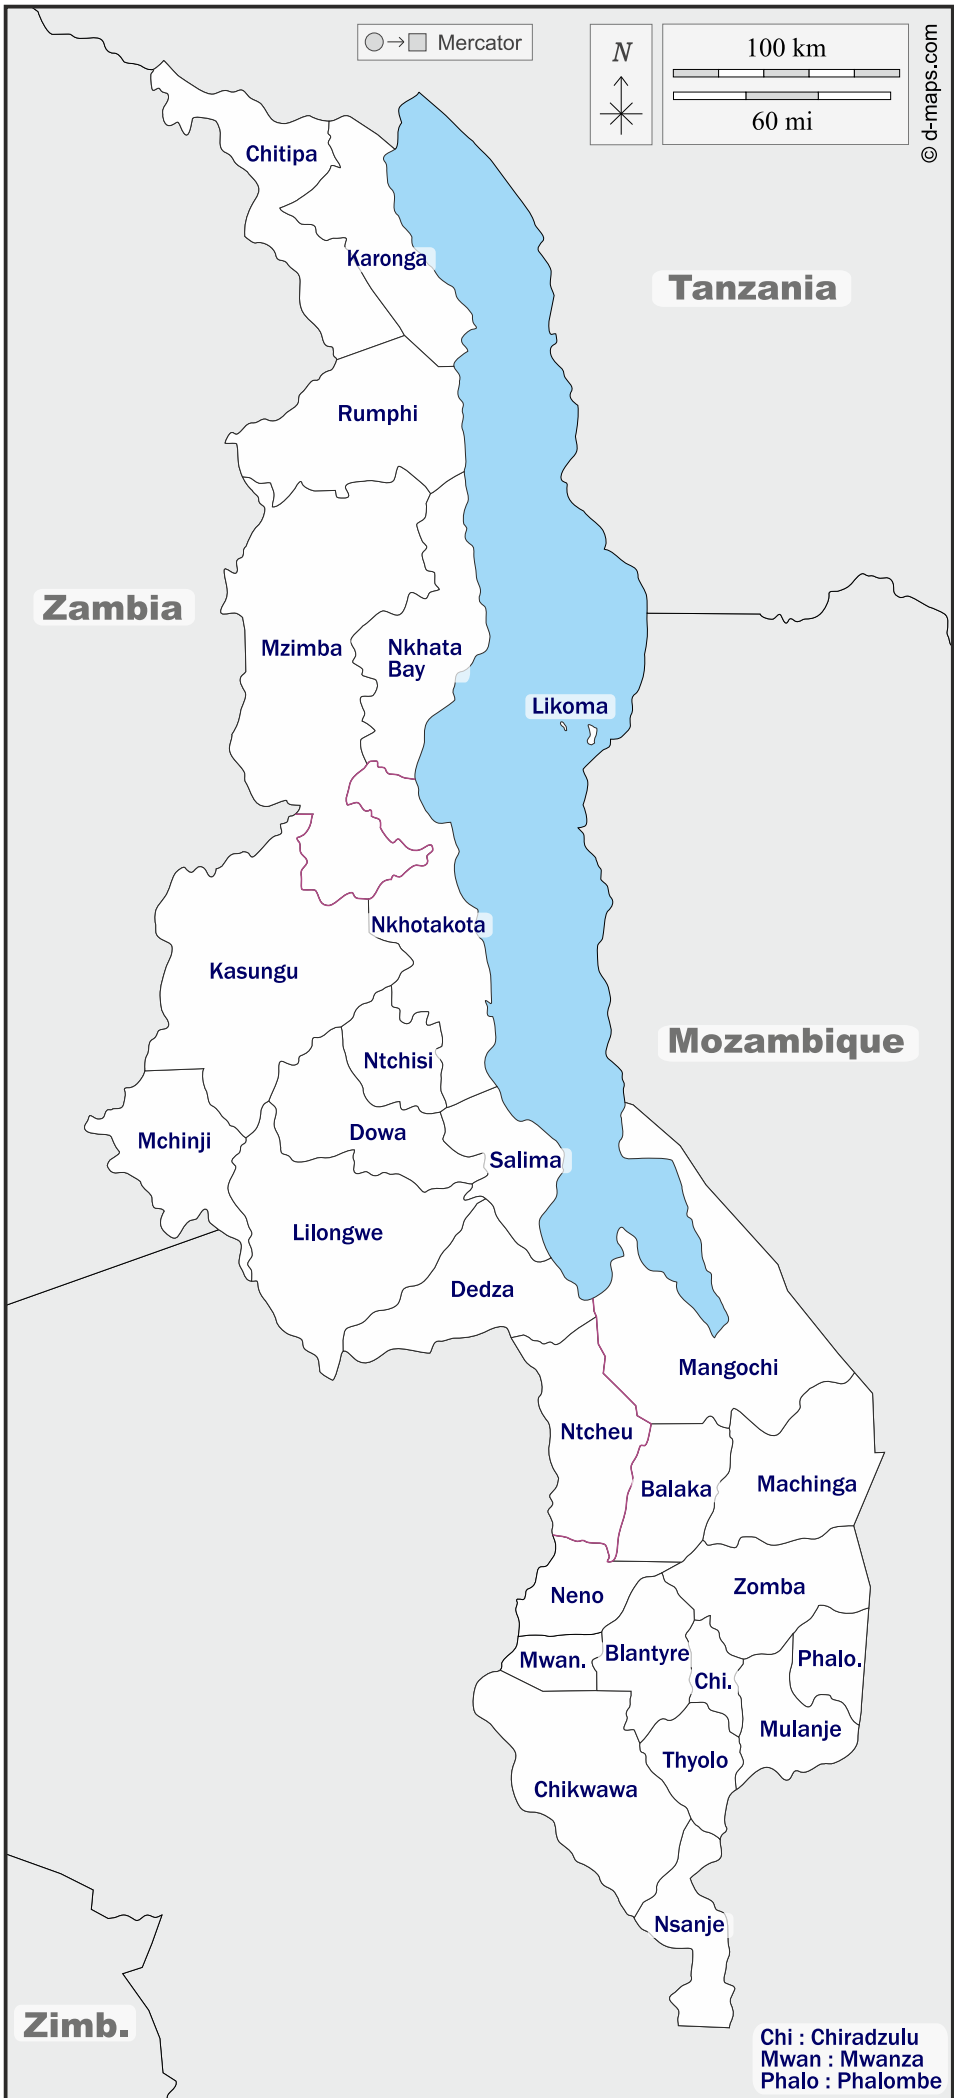 Mercator
N
100 km
60 mi
© d-maps.com
Chitipa
Karonga
Tanzania
Rumphi
Zambia
Mzimba
Nkhata
Bay
Likoma
Nkhotakota
Kasungu
Mozambique
Ntchisi
Mchinji
Dowa
Salima
Lilongwe
Dedza
Mangochi
Ntcheu
Balaka
Machinga
Neno
Zomba
Mwan.
Blantyre
Chi.
Phalo.
Mulanje
Thyolo
Chikwawa
Nsanje
Zimb.
Chi : Chiradzulu
Mwan : Mwanza
Phalo : Phalombe